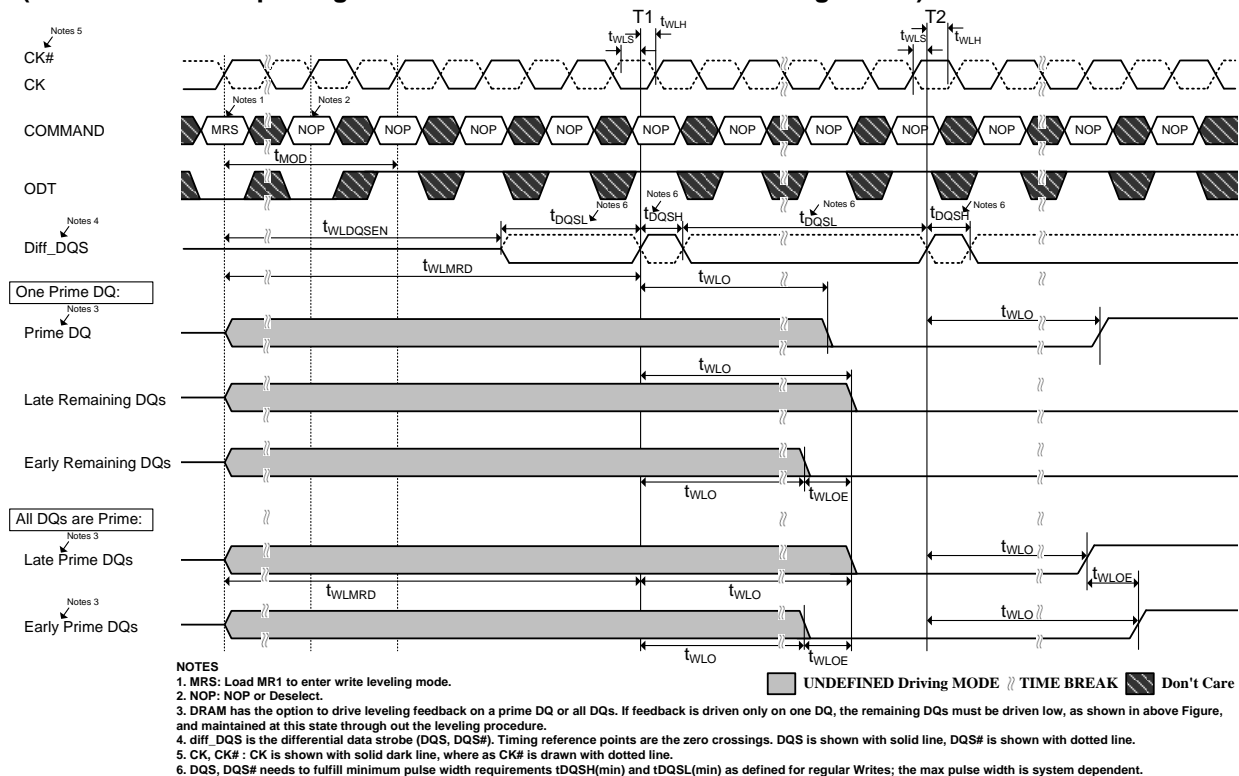 T1
T2
tWLS
tWLH
tWLS
tWLH
Notes 5
CK#
CK
Notes 1
Notes 2
COMMAND
MRS
NOP
NOP
NOP
NOP
NOP
NOP
NOP
NOP
NOP
NOP
NOP
tMOD
ODT
Notes 6
Notes 6
Notes 6
Notes 6
tDQSL
tDQSH
tDQSL
tDQSH
Notes 4
tWLDQSEN
Diff_DQS
tWLMRD
tWLO
One Prime DQ:
Notes 3
Prime DQ
tWLO
tWLO
Late Remaining DQs
Early Remaining DQs
tWLO
tWLOE
All DQs are Prime:
Notes 3
Late Prime DQs
tWLO
tWLMRD
tWLO
tWLOE
Notes 3
Early Prime DQs
tWLO
tWLO
tWLOE
NOTES
1. MRS: Load MR1 to enter write leveling mode.
UNDEFINED Driving MODE
TIME BREAK
Don't Care
2. NOP: NOP or Deselect.
3. DRAM has the option to drive leveling feedback on a prime DQ or all DQs. If feedback is driven only on one DQ, the remaining DQs must be driven low, as shown in above Figure,
and maintained at this state through out the leveling procedure.
4. diff_DQS is the differential data strobe (DQS, DQS#). Timing reference points are the zero crossings. DQS is shown with solid line, DQS# is shown with dotted line.
5. CK, CK# : CK is shown with solid dark line, where as CK# is drawn with dotted line.
6. DQS, DQS# needs to fulfill minimum pulse width requirements tDQSH(min) and tDQSL(min) as defined for regular Writes; the max pulse width is system dependent.